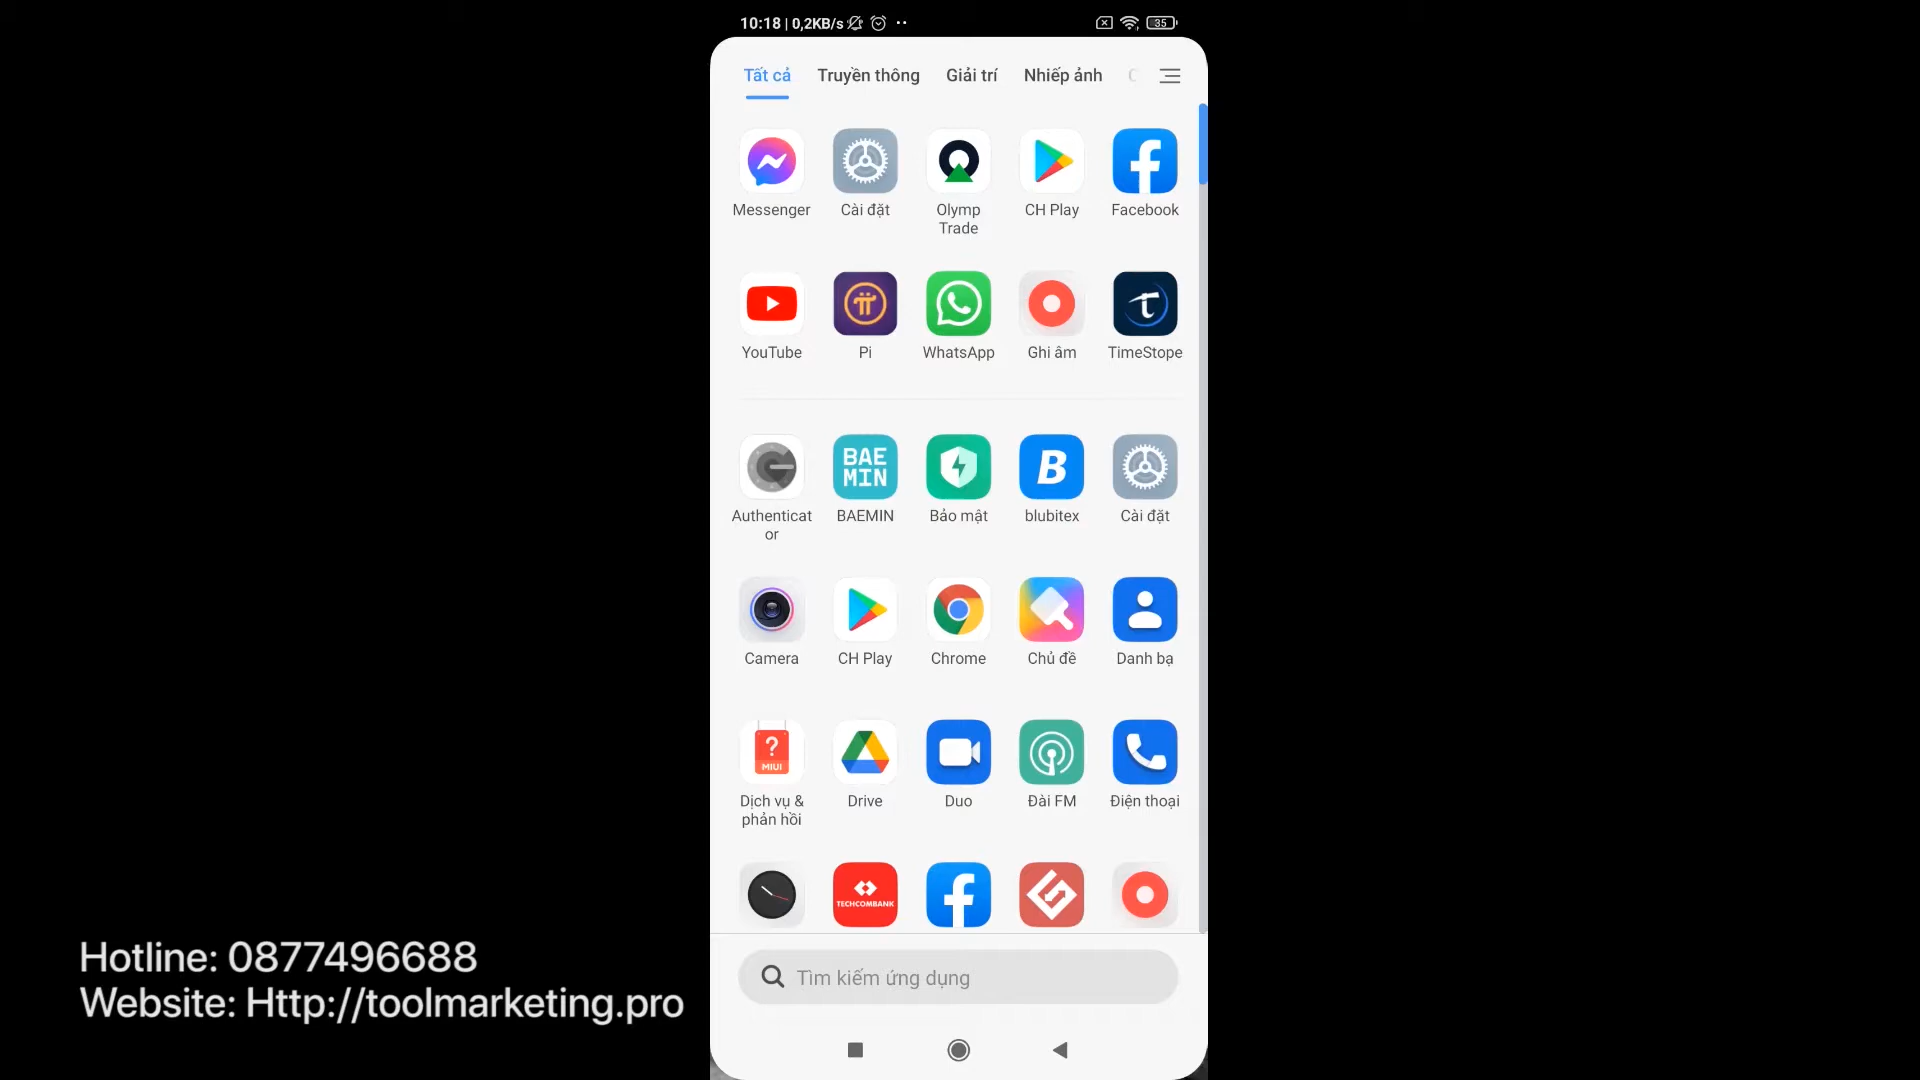 10:18 | 0,2KB/s
35
Tất cả Truyền thông Giải trí Nhiếp ảnh
Messenger Cài đặt Olymp Trade CH Play Facebook
YouTube Pi WhatsApp Ghi âm TimeStope
BAE MIN
B
Authenticator BAEMIN Bảo mật blubitex Cài đặt
Camera CH Play Chrome Chủ đề Danh bạ
?
MIUI
Dịch vụ & phản hồi Drive Duo Đài FM Điện thoại
TECHCOMBANK
Tìm kiếm ứng dụng
Hotline: 0877496688
Website: Http://toolmarketing.pro